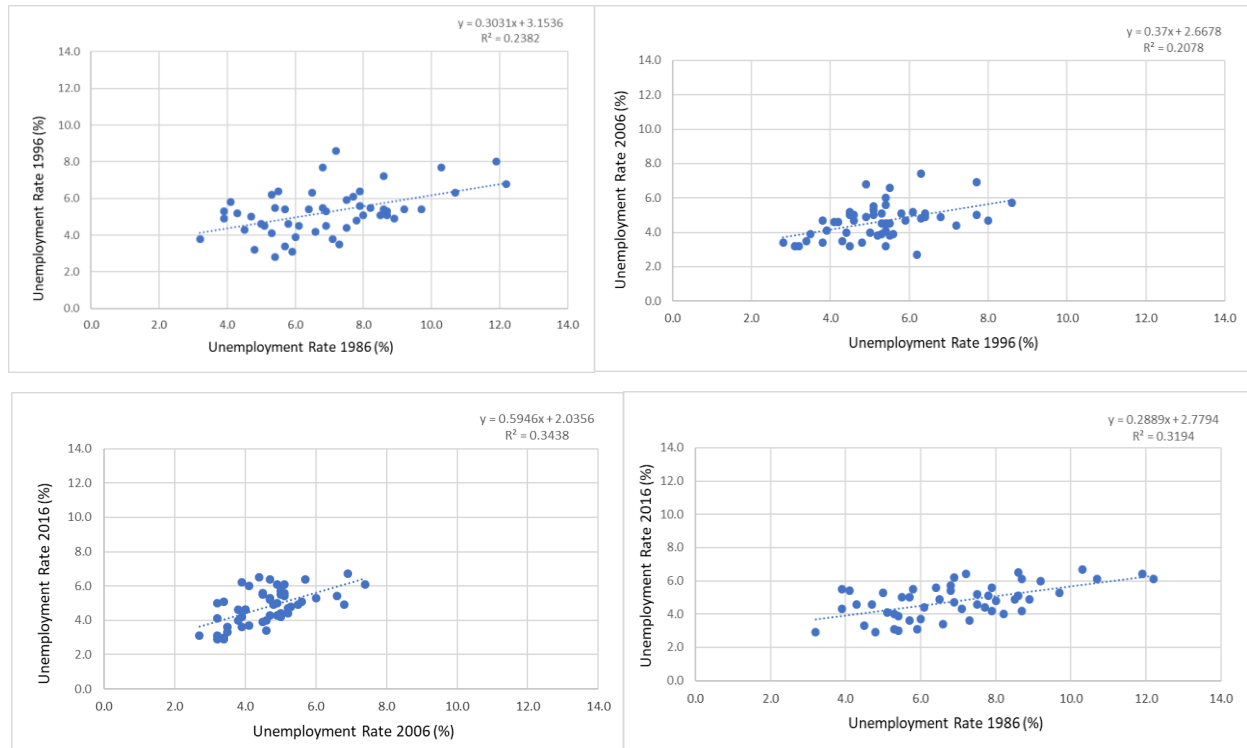 y = 0.3031x + 3.1536
R² = 0.2382
14.0
12.0
10.0
8.0
6.0
4.0
2.0
0.0
0.0 2.0 4.0 6.0 8.0 10.0 12.0 14.0
Unemployment Rate 1996 (%)
Unemployment Rate 1986 (%)
y = 0.37x + 2.6678
R² = 0.2078
14.0
12.0
10.0
8.0
6.0
4.0
2.0
0.0
0.0 2.0 4.0 6.0 8.0 10.0 12.0 14.0
Unemployment Rate 2006 (%)
Unemployment Rate 1996 (%)
y = 0.5946x + 2.0356
R² = 0.3438
14.0
12.0
10.0
8.0
6.0
4.0
2.0
0.0
0.0 2.0 4.0 6.0 8.0 10.0 12.0 14.0
Unemployment Rate 2016 (%)
Unemployment Rate 2006 (%)
y = 0.2889x + 2.7794
R² = 0.3194
14.0
12.0
10.0
8.0
6.0
4.0
2.0
0.0
0.0 2.0 4.0 6.0 8.0 10.0 12.0 14.0
Unemployment Rate 2016 (%)
Unemployment Rate 1986 (%)